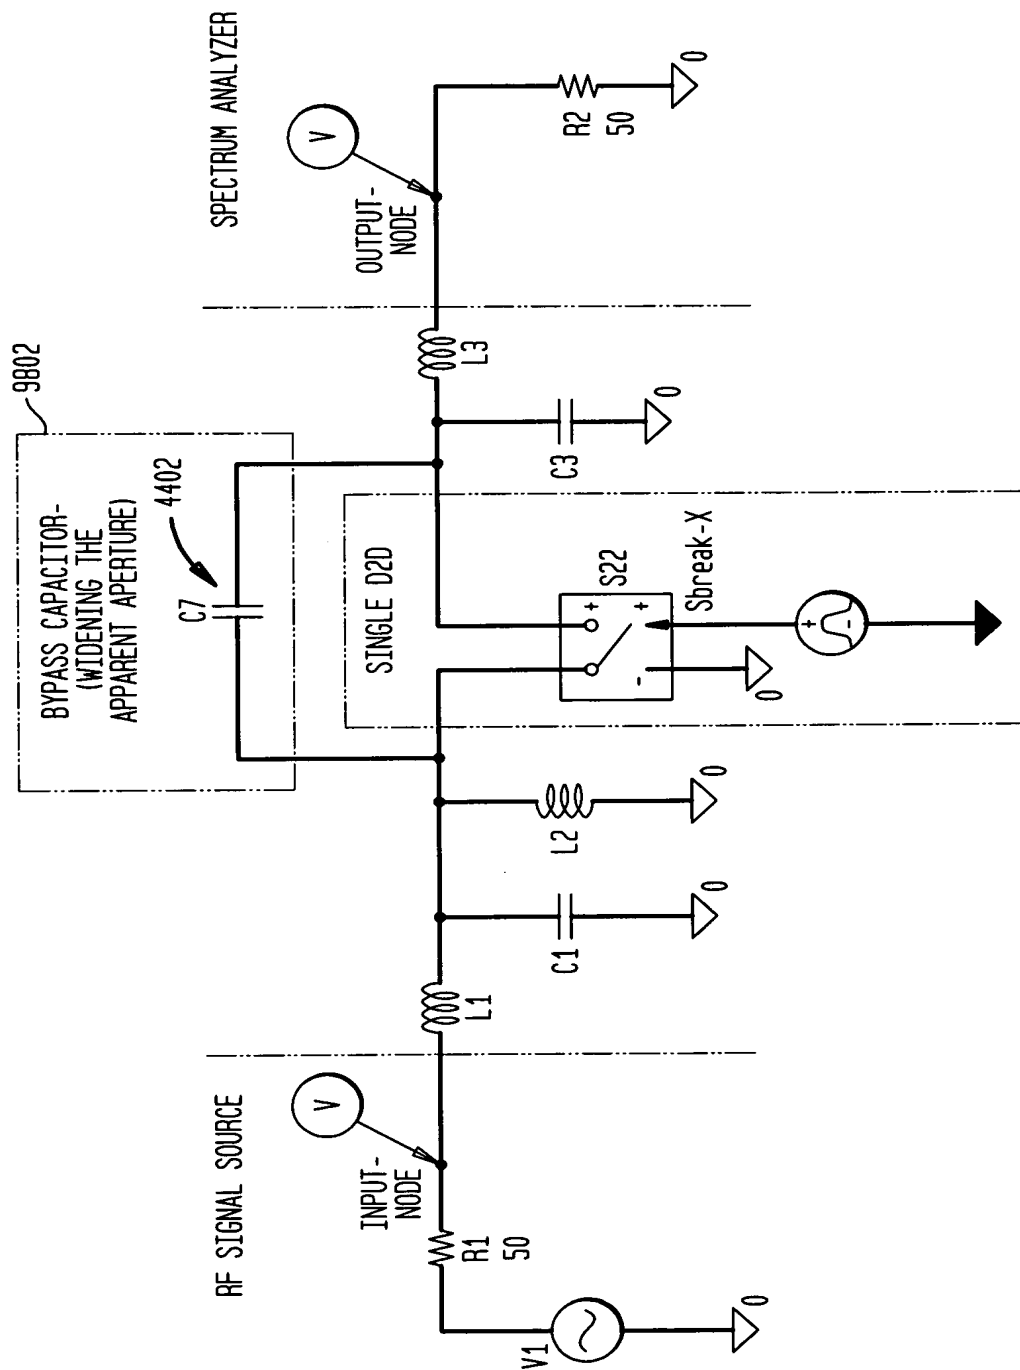 RF SIGNAL SOURCE
SPECTRUM ANALYZER
9802
BYPASS CAPACITOR-
(WIDENING THE
APPARENT APERTURE)
4402
C7
V
INPUT-
NODE
V
OUTPUT-
NODE
SINGLE D2D
V1
0
R1
50
L1
C1
0
L2
0
S22
+
+
-
Sbreak-X
0
+
-
L3
C3
0
R2
50
0